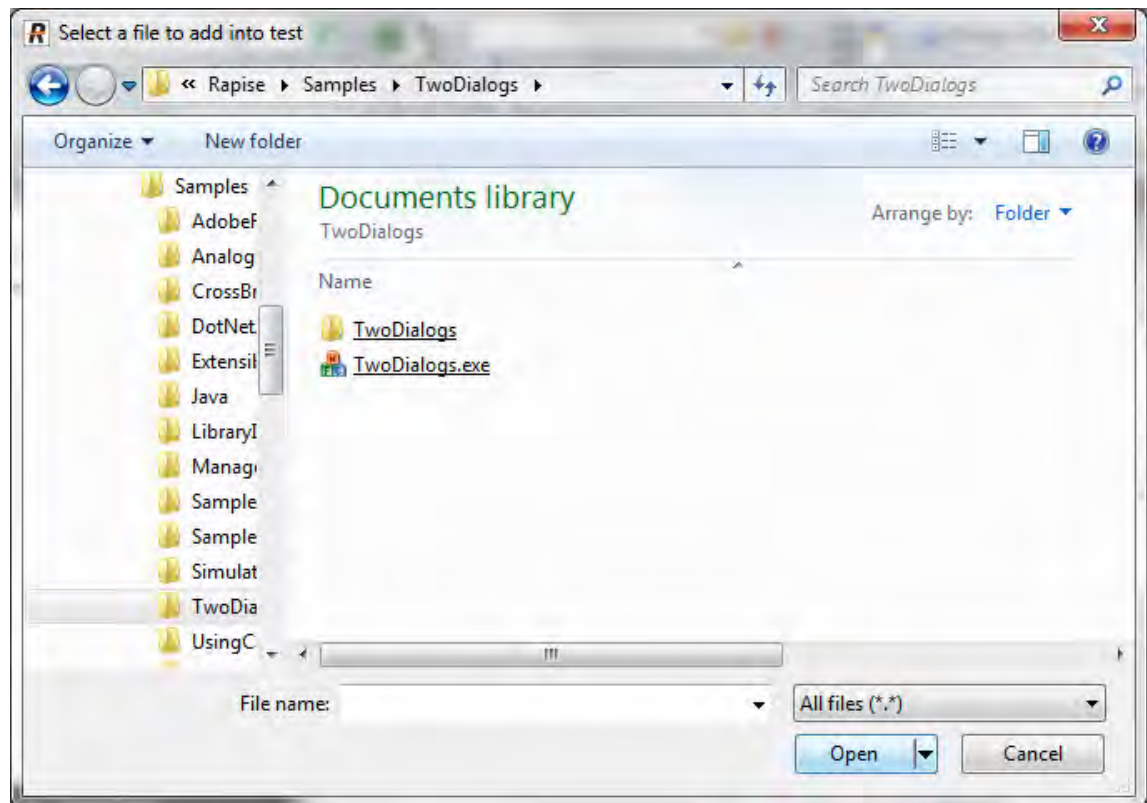 Select a file to add into test
« Rapise Samples TwoDialogs
Search TwoDialogs
Organize New folder
Samples
AdobeF
Analog
CrossBr
DotNet.
Extensib
Java
LibraryI
Manage
Sample
Sample
Simulat
TwoDia
UsingC
Documents library
TwoDialogs
Arrange by: Folder
Name
TwoDialogs
TwoDialogs.exe
File name:
All files (*.*)
Open Cancel